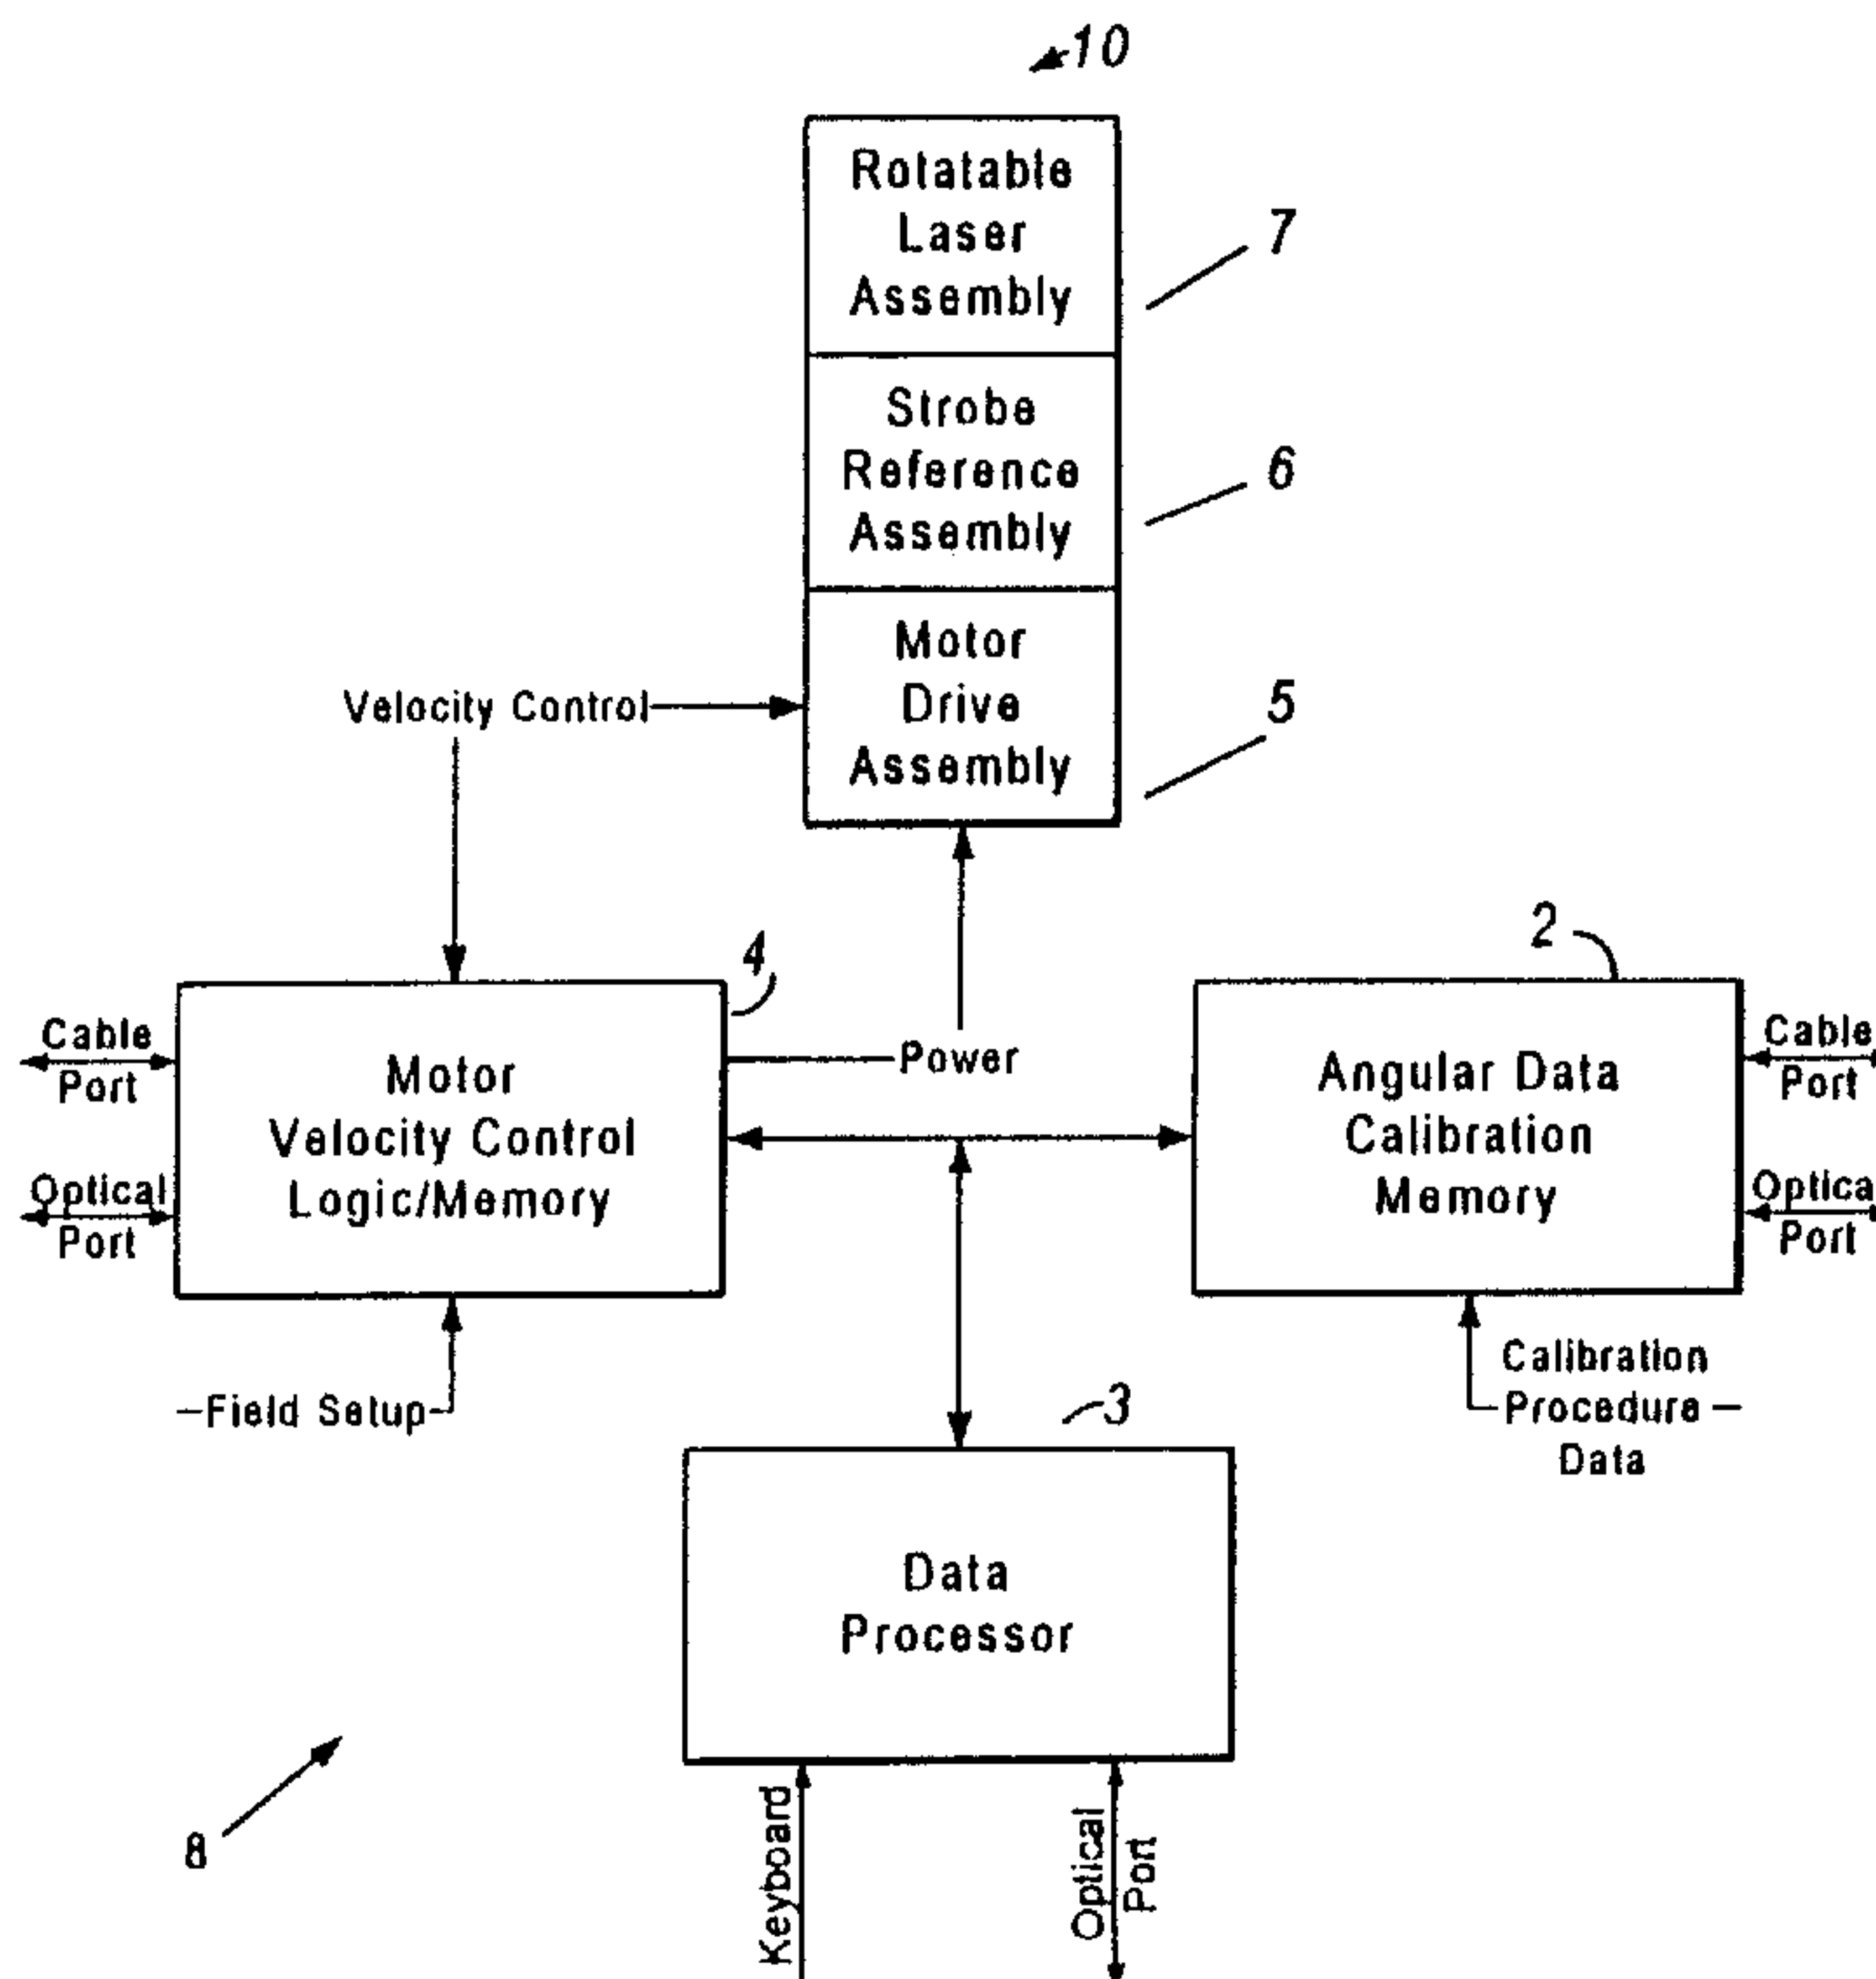 10
Rotatable
Laser
Assembly
7
Strobe
Reference
Assembly
6
Motor
Drive
Assembly
5
Velocity Control
4
2
Cable
Port
Optical
Port
Motor
Velocity Control
Logic/Memory
Power
Angular Data
Calibration
Memory
Cable
Port
Optica
Port
Field Setup
Calibration
Procedure
Data
3
Data
Processor
8
Keyboard
Optical
Port